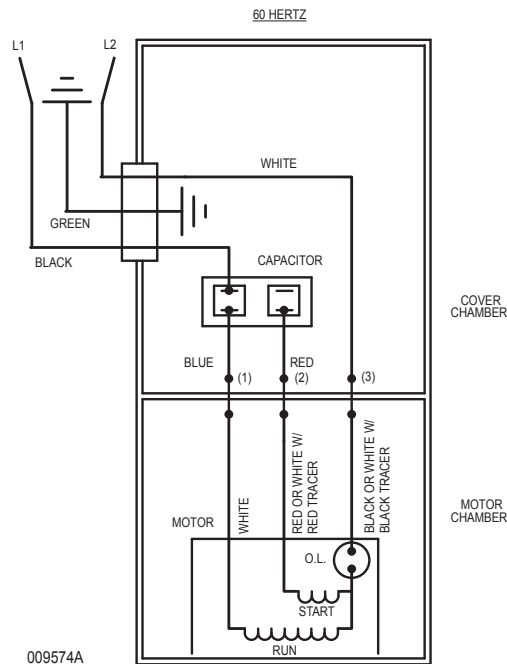 60 HERTZ
L1
L2
WHITE
GREEN
BLACK
CAPACITOR
COVER
CHAMBER
BLUE
RED
(1)
(2)
(3)
MOTOR
WHITE
RED OR WHITE W/
RED TRACER
BLACK OR WHITE W/
BLACK TRACER
MOTOR
CHAMBER
O.L.
START
RUN
009574A